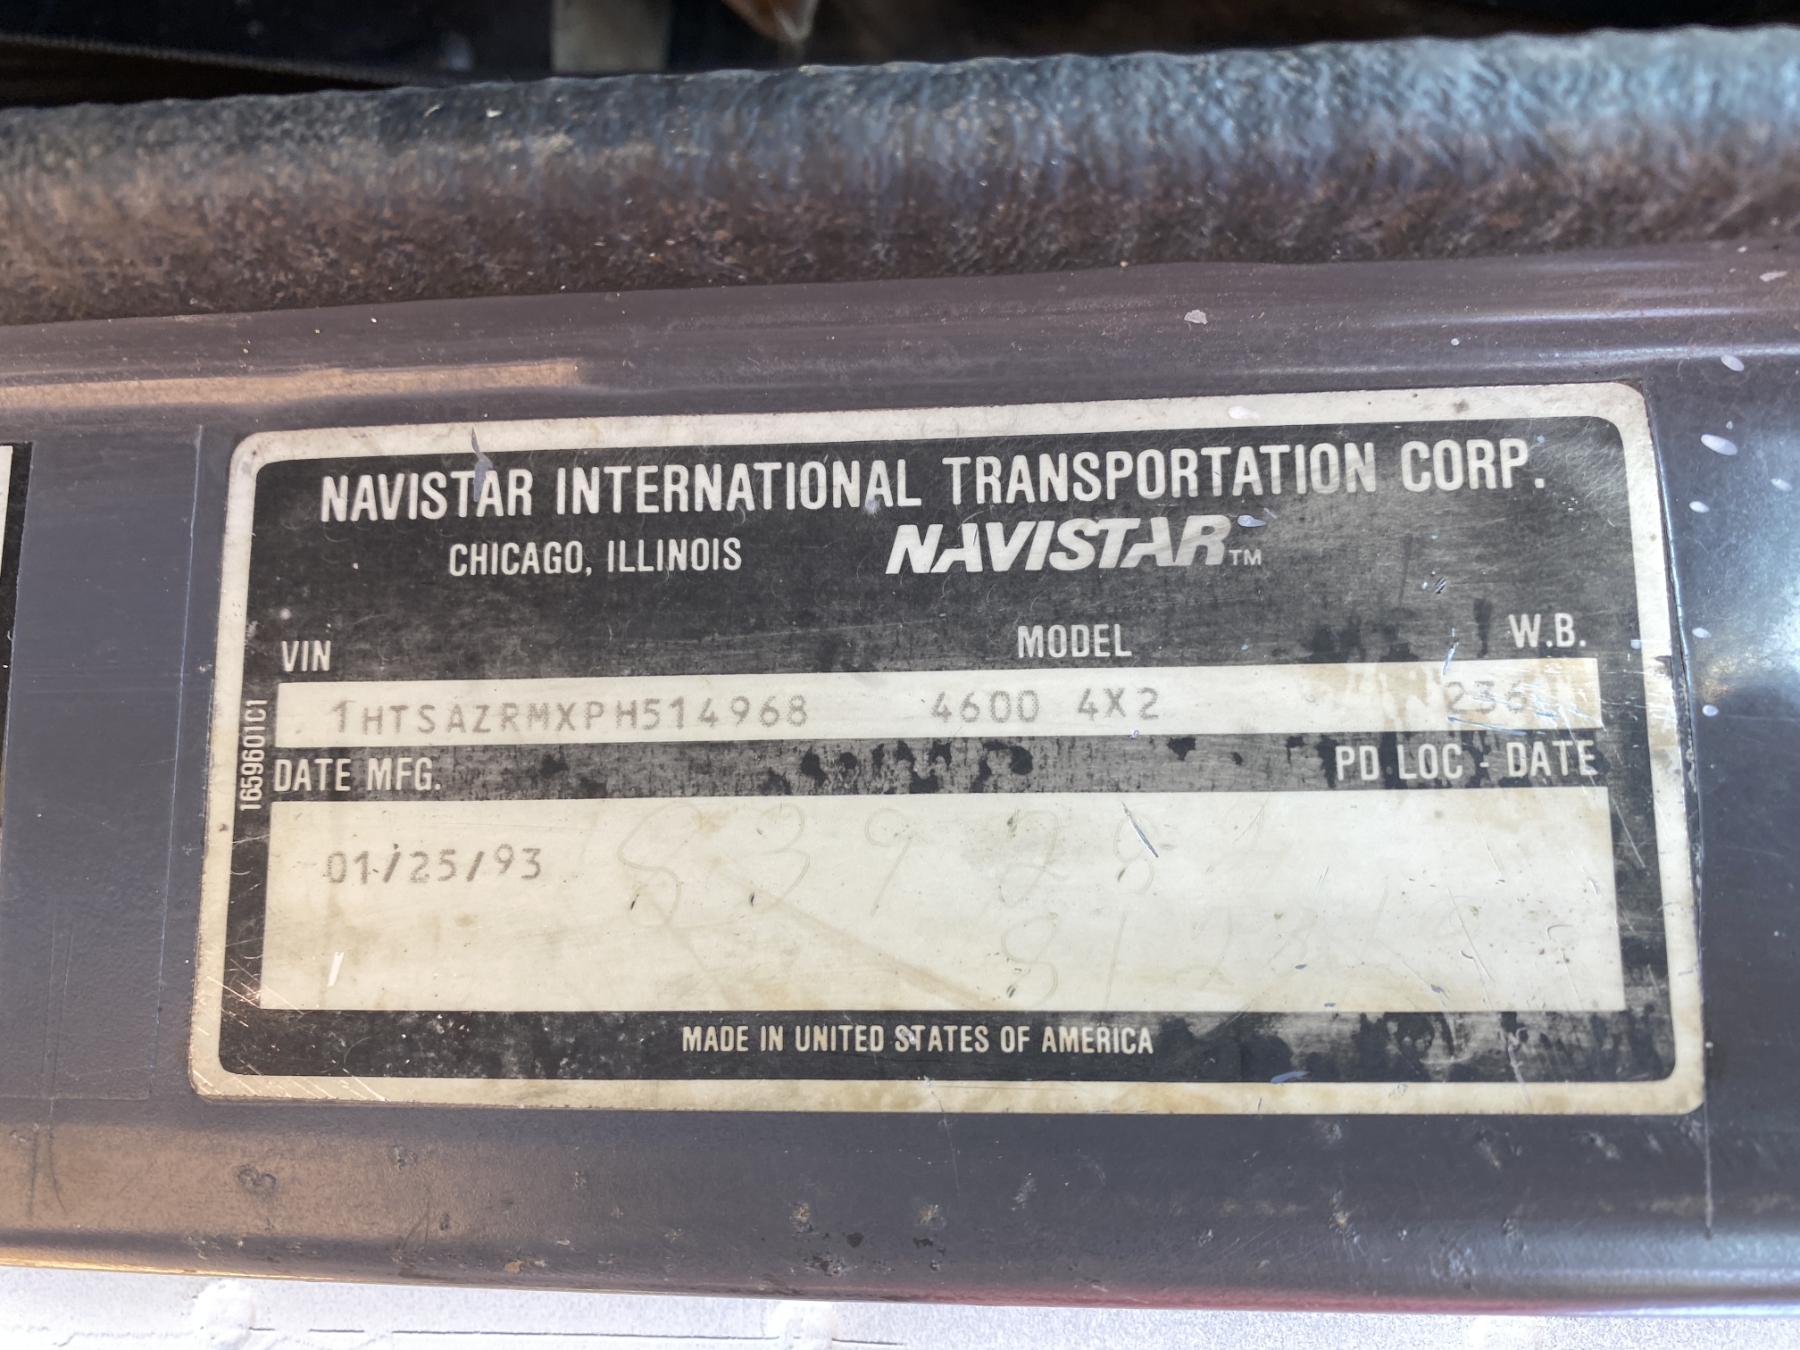 NAVISTAR INTERNATIONAL TRANSPORTATION CORP.
CHICAGO, ILLINOIS NAVISTAR™
VIN MODEL W.B.
1HTSAZRMXPH514968 4600 4X2 236
DATE MFG. PD LOC - DATE
01/25/93
MADE IN UNITED STATES OF AMERICA
1659601C1